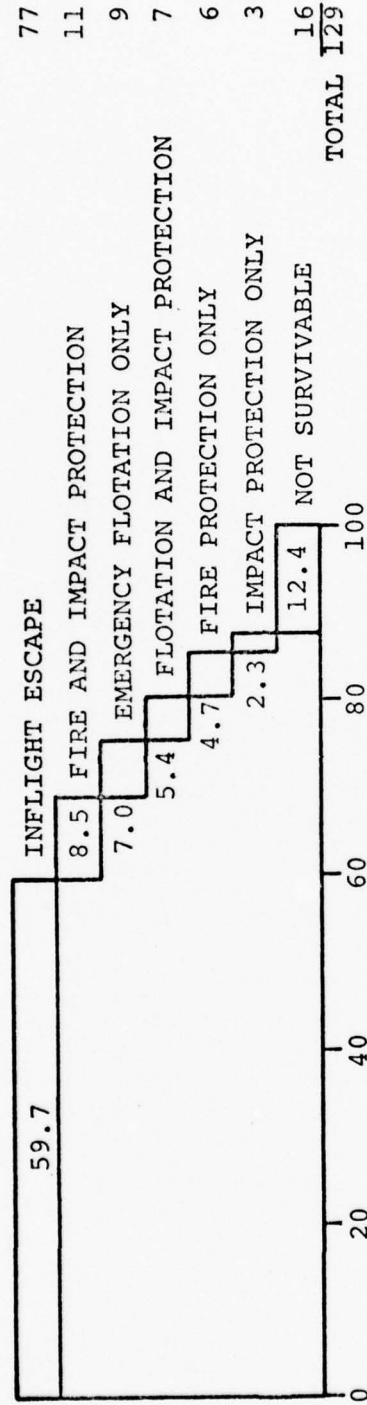 59.7 INFLIGHT ESCAPE 77
8.5 FIRE AND IMPACT PROTECTION 11
7.0 EMERGENCY FLOTATION ONLY 9
5.4 FLOTATION AND IMPACT PROTECTION 7
4.7 FIRE PROTECTION ONLY 6
2.3 IMPACT PROTECTION ONLY 3
12.4 NOT SURVIVABLE 16
TOTAL 129
0 20 40 60 80 100